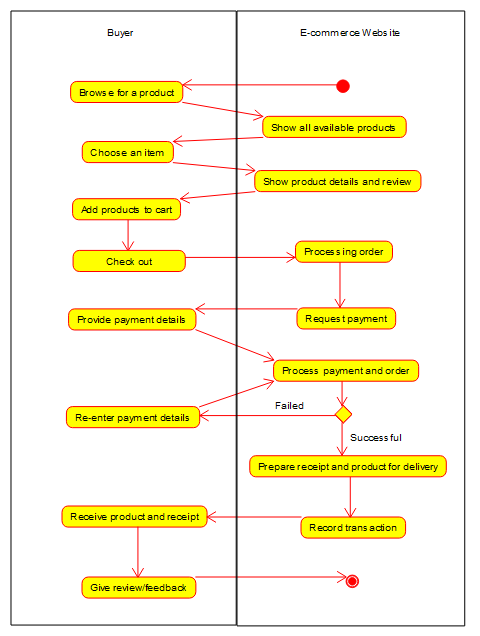 Buyer
E-commerce Website
Browse for a product
Show all available products
Choose an item
Show product details and review
Add products to cart
Check out
Processing order
Provide payment details
Request payment
Process payment and order
Failed
Re-enter payment details
Successful
Prepare receipt and product for delivery
Receive product and receipt
Record transaction
Give review/feedback